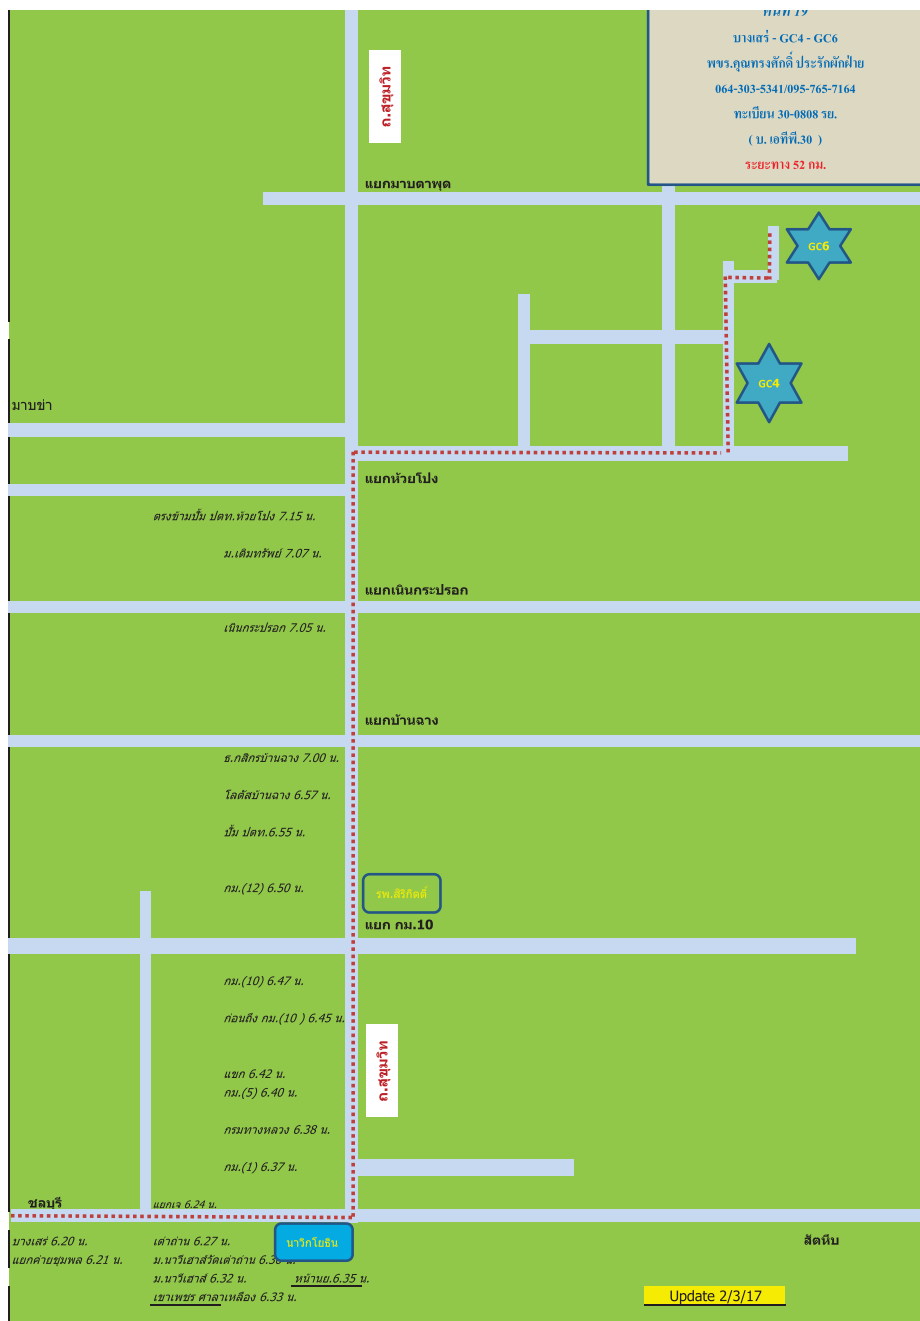 คันที่ 19
บางเสร่ - GC4 - GC6
พขร.คุณทรงศักดิ์ ประรักผักฝ่าย
064-303-5341/095-765-7164
ทะเบียน 30-0808 รย.
( บ. เอทีพี.30 )
ระยะทาง 52 กม.
ถ.สุขุมวิท
แยกมาบตาพุด
GC6
GC4
มาบข่า
แยกห้วยโป่ง
ตรงข้ามปั้ม ปตท.ห้วยโป่ง 7.15 น.
ม.เติมทรัพย์ 7.07 น.
แยกเนินกระปรอก
เนินกระปรอก 7.05 น.
แยกบ้านฉาง
ธ.กสิกรบ้านฉาง 7.00 น.
โลตัสบ้านฉาง 6.57 น.
ปั้ม ปตท.6.55 น.
กม.(12) 6.50 น.
รพ.สิริกิตติ์
แยก กม.10
กม.(10) 6.47 น.
ก่อนถึง กม.(10 ) 6.45 น.
ถ.สุขุมวิท
แขก 6.42 น.
กม.(5) 6.40 น.
กรมทางหลวง 6.38 น.
กม.(1) 6.37 น.
ชลบุรี
แยกเจ 6.24 น.
บางเสร่ 6.20 น.
เต่าถ่าน 6.27 น.
นาวิกโยธิน
สัตหีบ
แยกค่ายชุมพล 6.21 น.
ม.นาวีเฮาส์วัดเต่าถ่าน 6.30 น.
ม.นาวีเฮาส์ 6.32 น.
หน้านย.6.35 น.
เขาเพชร ศาลาเหลือง 6.33 น.
Update 2/3/17